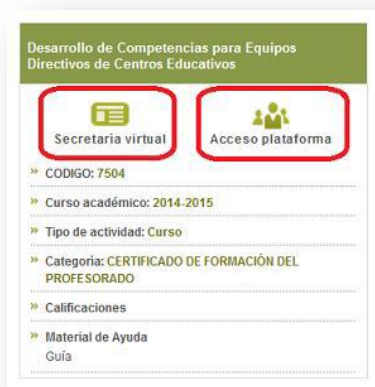 Desarrollo de Competencias para Equipos
Directivos de Centros Educativos
Secretaria virtual
Acceso plataforma
» CODIGO: 7504
» Curso académico: 2014-2015
» Tipo de actividad: Curso
» Categoria: CERTIFICADO DE FORMACIÓN DEL
PROFESORADO
» Calificaciones
» Material de Ayuda
Guía